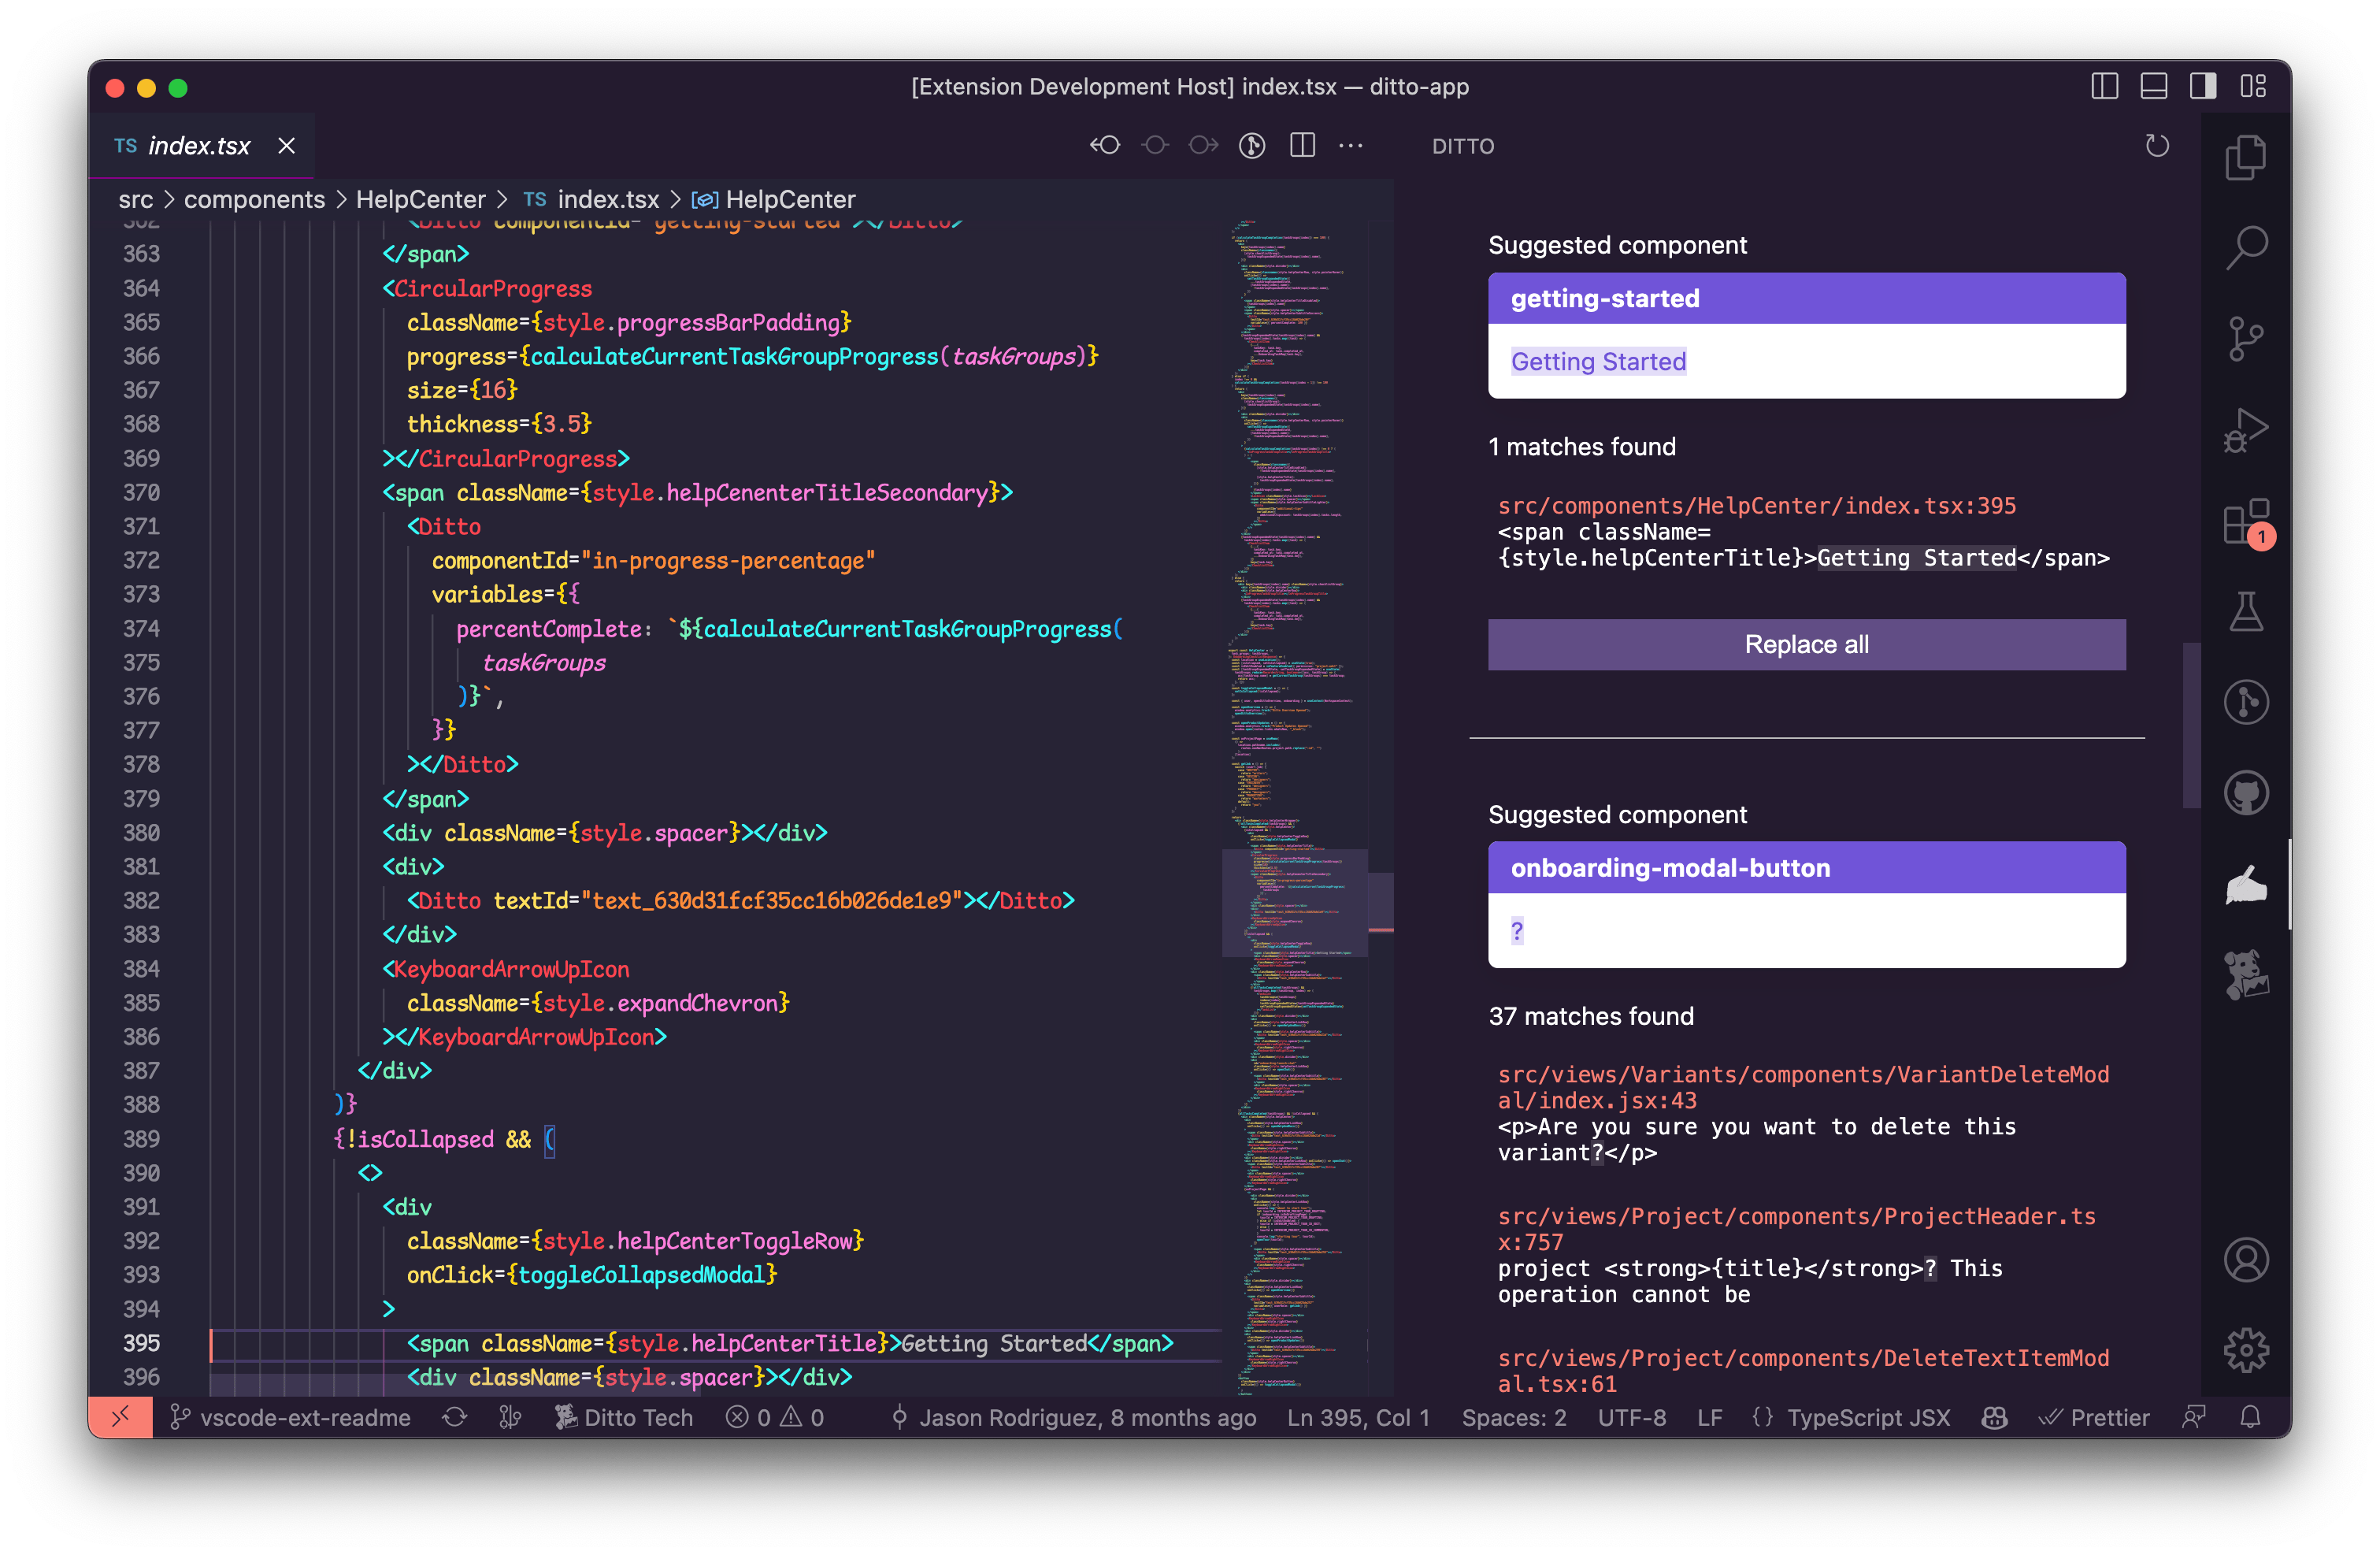 [Extension Development Host] index.tsx — ditto-app
TS index.tsx
src > components > HelpCenter > TS index.tsx > HelpCenter
362 <Ditto componentId="getting-started"></Ditto>
363 </span>
364 <CircularProgress
365 className={style.progressBarPadding}
366 progress={calculateCurrentTaskGroupProgress(taskGroups)}
367 size={16}
368 thickness={3.5}
369 ></CircularProgress>
370 <span className={style.helpCenenterTitleSecondary}>
371 <Ditto
372 componentId="in-progress-percentage"
373 variables={{
374 percentComplete: `${calculateCurrentTaskGroupProgress(
375 taskGroups
376 )}`,
377 }}
378 ></Ditto>
379 </span>
380 <div className={style.spacer}></div>
381 <div>
382 <Ditto textId="text_630d31fcf35cc16b026de1e9"></Ditto>
383 </div>
384 <KeyboardArrowUpIcon
385 className={style.expandChevron}
386 ></KeyboardArrowUpIcon>
387 </div>
388 )}
389 {!isCollapsed && (
390 <>
391 <div
392 className={style.helpCenterToggleRow}
393 onClick={toggleCollapsedModal}
394 >
395 <span className={style.helpCenterTitle}>Getting Started</span>
396 <div className={style.spacer}></div>
DITTO
Suggested component
getting-started
Getting Started
1 matches found
src/components/HelpCenter/index.tsx:395
<span className=
{style.helpCenterTitle}>Getting Started</span>
Replace all
Suggested component
onboarding-modal-button
?
37 matches found
src/views/Variants/components/VariantDeleteMod
al/index.jsx:43
<p>Are you sure you want to delete this
variant?</p>
src/views/Project/components/ProjectHeader.ts
x:757
project <strong>{title}</strong>? This
operation cannot be
src/views/Project/components/DeleteTextItemMod
al.tsx:61
1
vscode-ext-readme Ditto Tech 0 0 Jason Rodriguez, 8 months ago Ln 395, Col 1 Spaces: 2 UTF-8 LF {} TypeScript JSX Prettier